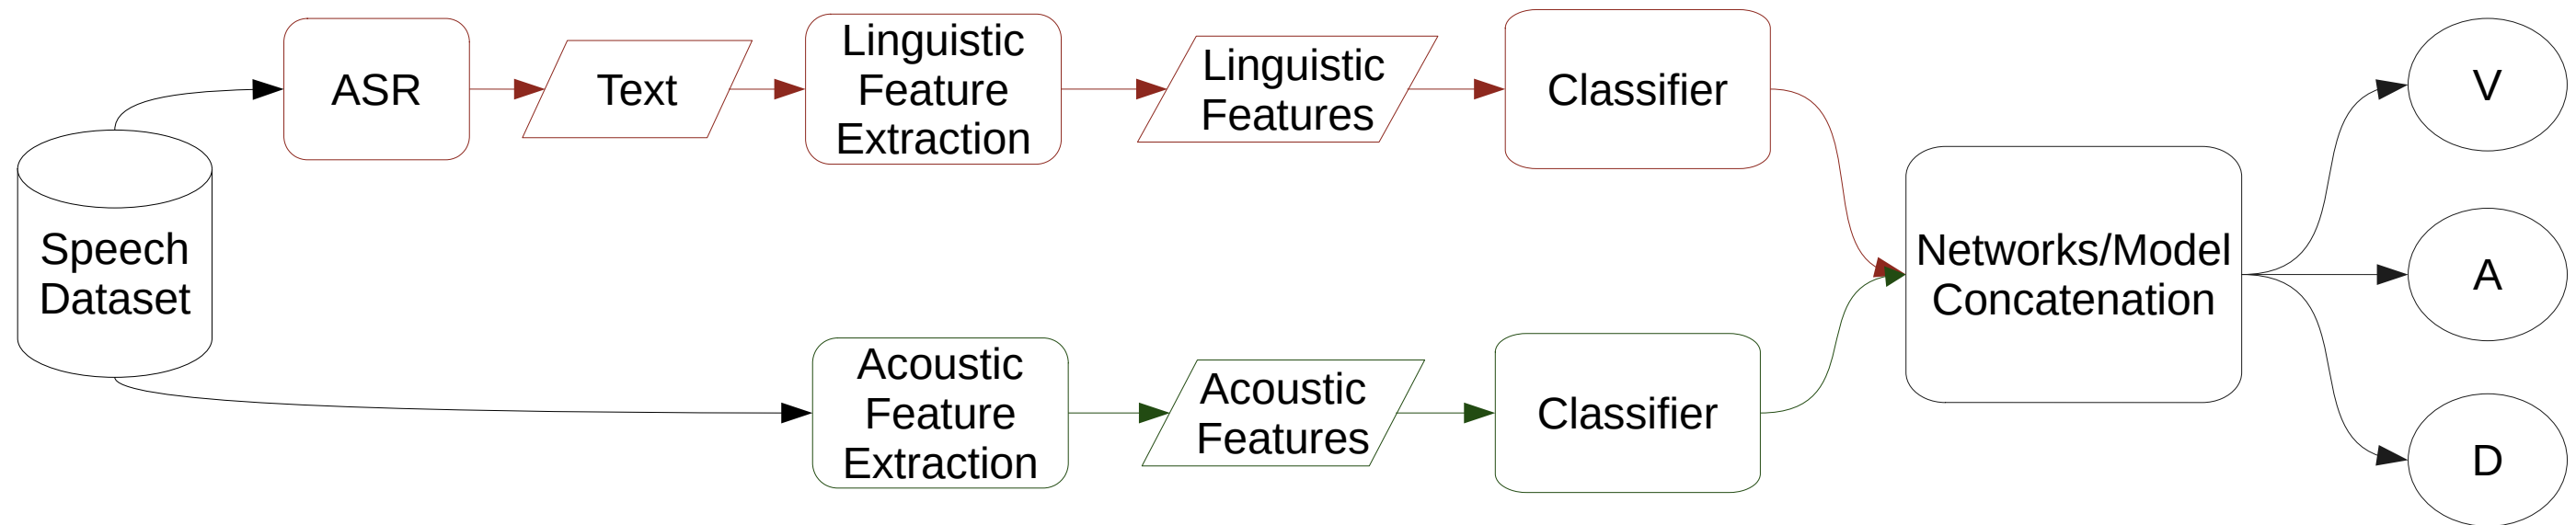 Speech
Dataset
ASR
Text
Linguistic
Feature
Extraction
Linguistic
Features
Classifier
Acoustic
Feature
Extraction
Acoustic
Features
Classifier
Networks/Model
Concatenation
V
A
D